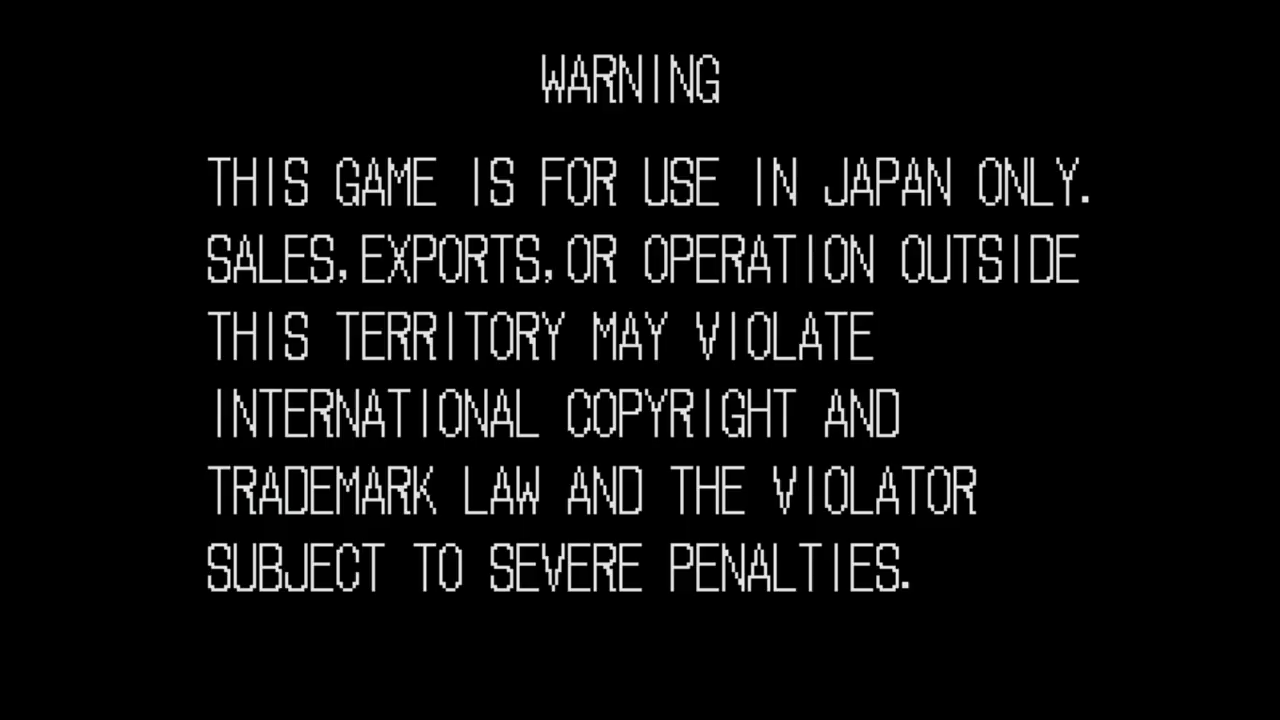 WARNING
THIS GAME IS FOR USE IN JAPAN ONLY.
SALES,EXPORTS,OR OPERATION OUTSIDE
THIS TERRITORY MAY VIOLATE
INTERNATIONAL COPYRIGHT AND
TRADEMARK LAW AND THE VIOLATOR
SUBJECT TO SEVERE PENALTIES.